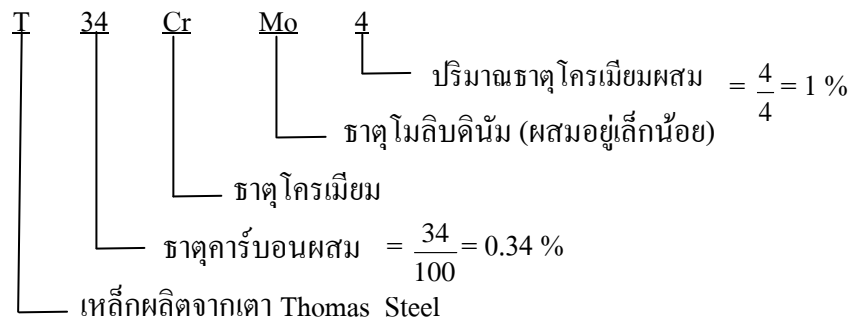 T 34 Cr Mo 4
ปริมาณธาตุโครเมียมผสม = 4/4 = 1 %
ธาตุโมลิบดินัม (ผสมอยู่เล็กน้อย)
ธาตุโครเมียม
ธาตุคาร์บอนผสม = 34/100 = 0.34 %
เหล็กผลิตจากเตา Thomas Steel